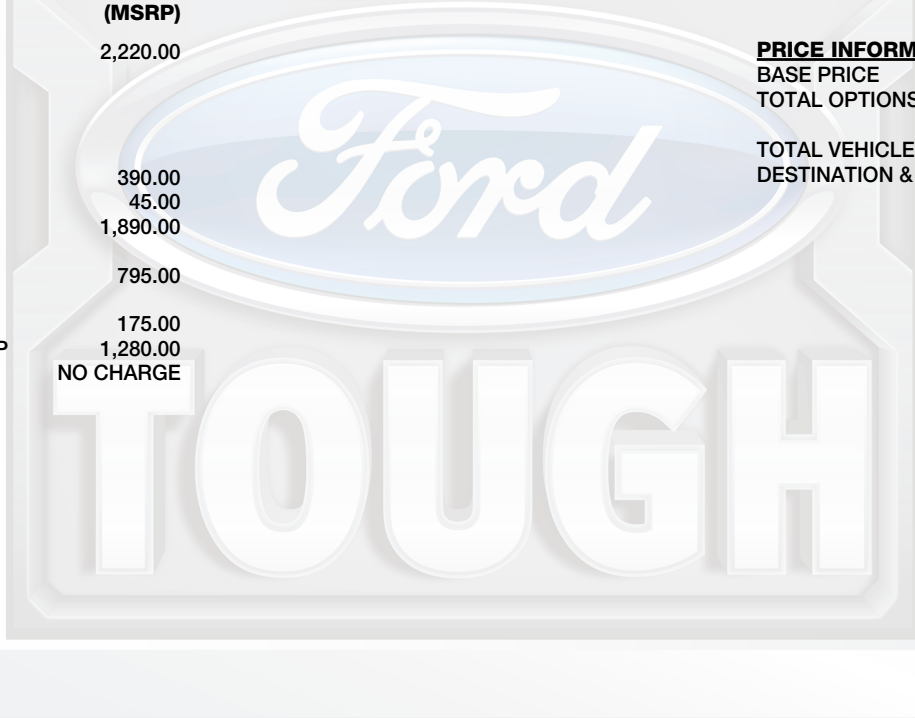 (MSRP)
2,220.00
390.00
45.00
1,890.00
795.00
175.00
P 1,280.00
NO CHARGE
PRICE INFORM
BASE PRICE
TOTAL OPTIONS
TOTAL VEHICLE
DESTINATION &
Ford
TOUGH